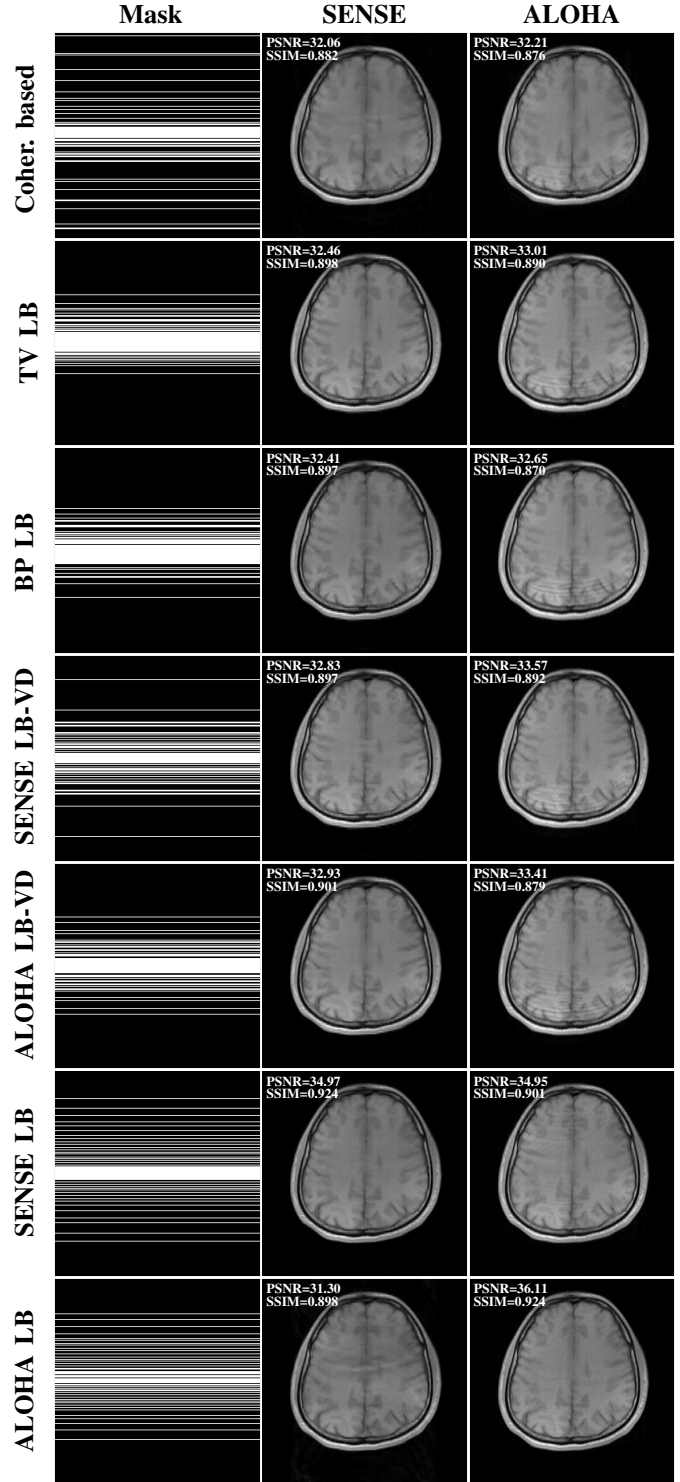 Mask SENSE ALOHA
Coher. based
PSNR=32.06
SSIM=0.882
PSNR=32.21
SSIM=0.876
TV LB
PSNR=32.46
SSIM=0.898
PSNR=33.01
SSIM=0.890
BP LB
PSNR=32.41
SSIM=0.897
PSNR=32.65
SSIM=0.870
SENSE LB-VD
PSNR=32.83
SSIM=0.897
PSNR=33.57
SSIM=0.892
ALOHA LB-VD
PSNR=32.93
SSIM=0.901
PSNR=33.41
SSIM=0.879
SENSE LB
PSNR=34.97
SSIM=0.924
PSNR=34.95
SSIM=0.901
ALOHA LB
PSNR=31.30
SSIM=0.898
PSNR=36.11
SSIM=0.924